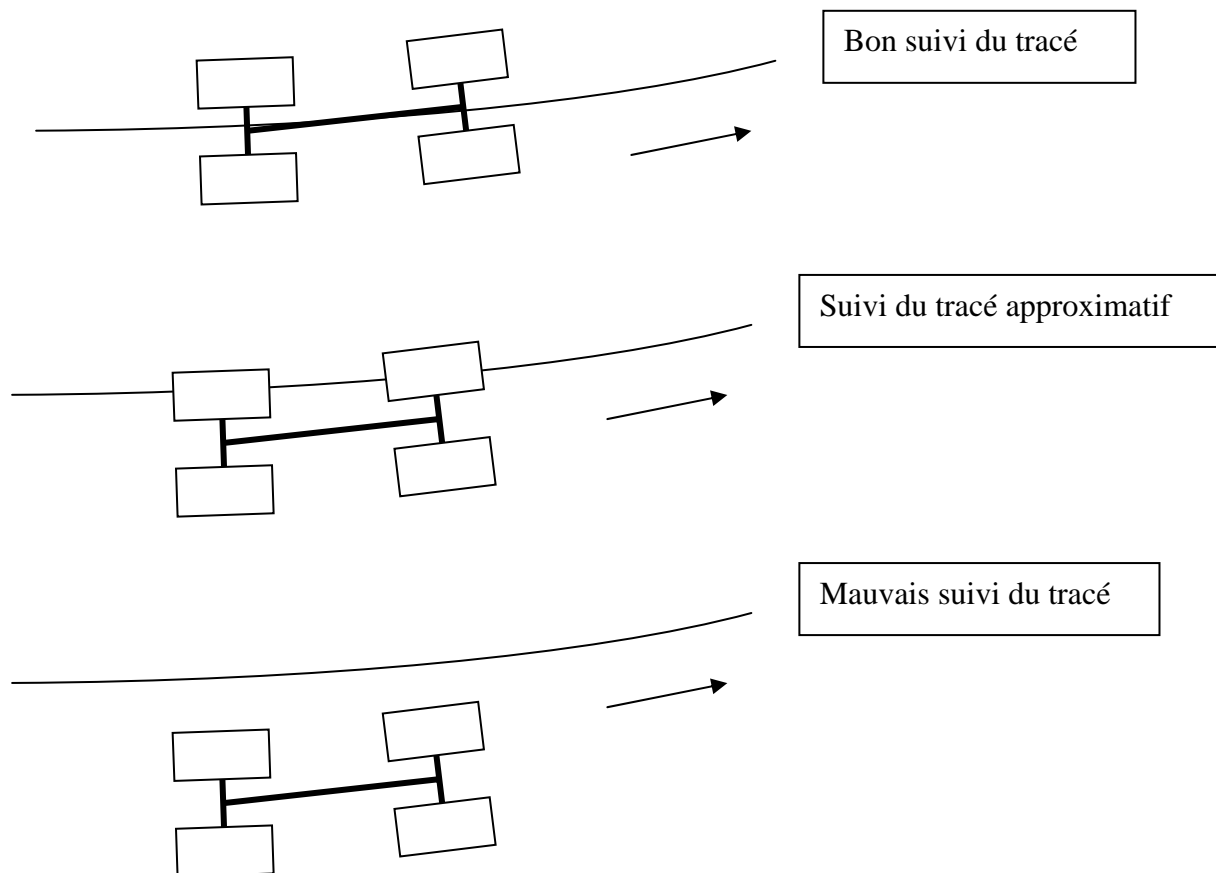 Bon suivi du tracé
Suivi du tracé approximatif
Mauvais suivi du tracé